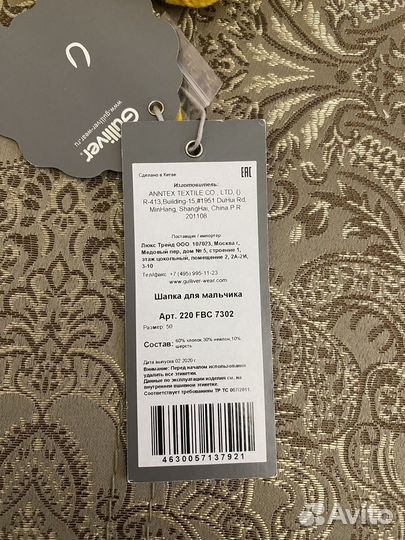 Gulliver
www.gulliver-wear.ru
Сделано в Китае
EAC
Изготовитель:
ANNTEX TEXTILE CO., LTD, ()
R-413,Building-15,#1951 DuHui Rd,
MinHang, ShangHai, China P.R.
201108
Поставщик / импортер
Люкс Тренд ООО 107023, Москва г,
Медовый пер, дом № 5, строение 1,
этаж цокольный, помещение 2, 2А-2И,
3-10
Тел/факс +7 (495) 995-11-23
www.gulliver-wear.com
Шапка для мальчика
Арт. 220 FBC 7302
Размер: 50
Состав: 60% хлопок,30% нейлон,10%
шерсть
Дата выпуска 02.2020 г.
Внимание: Перед началом использования
удалить все этикетки.
Данные по эксплуатации изделия см. на
внутренней вшивной этикетке.
Соответствует требованиям ТР ТС 007/2011.
4630057137921
Avito